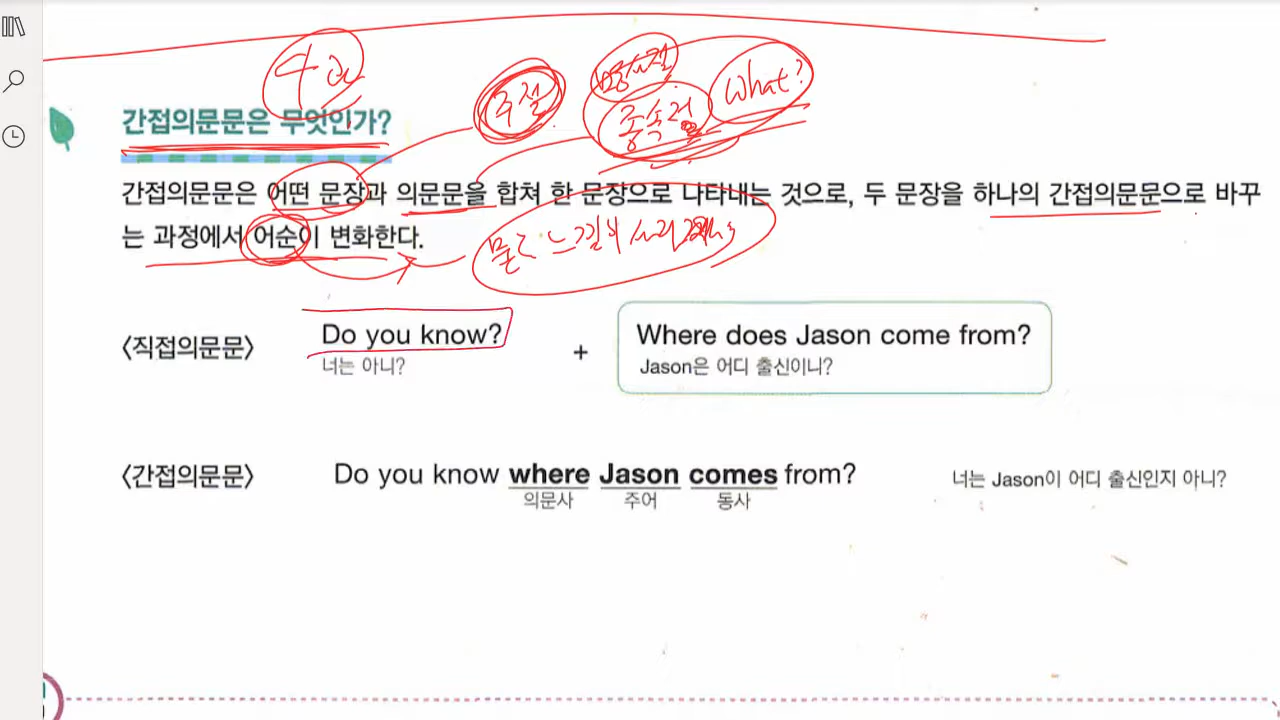 주절
명사절
종속절
what?
간접의문문은 무엇인가?
간접의문문은 어떤 문장과 의문문을 합쳐 한 문장으로 나타내는 것으로, 두 문장을 하나의 간접의문문으로 바꾸
는 과정에서 어순이 변화한다.
〈직접의문문〉 Do you know? + Where does Jason come from?
너는 아니? Jason은 어디 출신이니?
〈간접의문문〉 Do you know where Jason comes from? 너는 Jason이 어디 출신인지 아니?
의문사 주어 동사